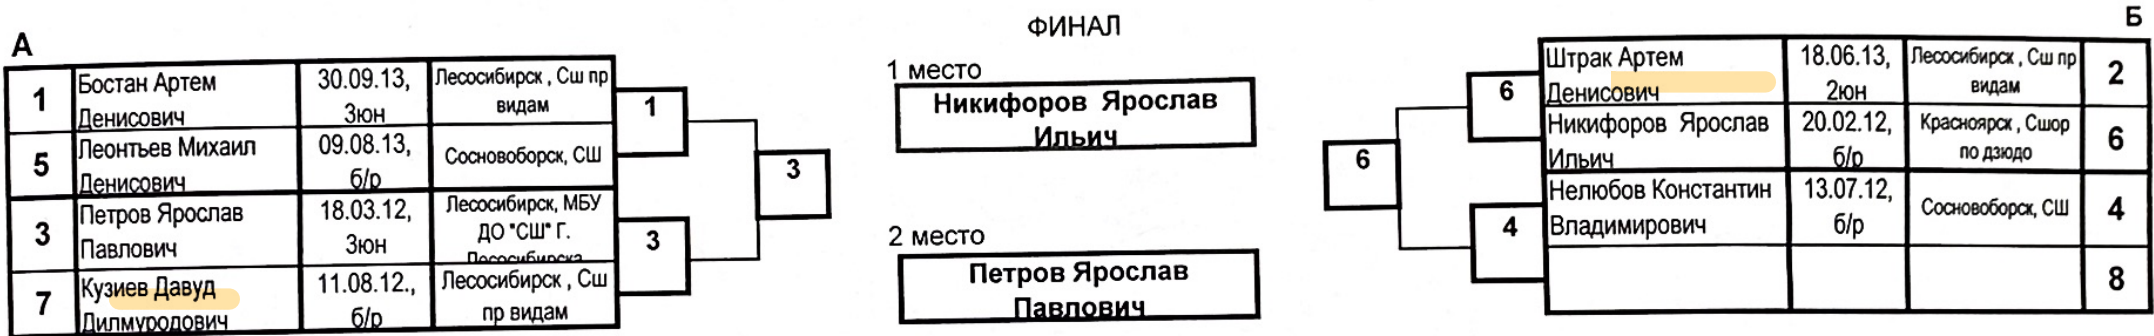 ФИНАЛ
А
1
Бостан Артем
Денисович
30.09.13,
3юн
Лесосибирск , Сш пр
видам
5
Леонтьев Михаил
Денисович
09.08.13,
б/р
Сосновоборск, СШ
3
Петров Ярослав
Павлович
18.03.12,
3юн
Лесосибирск, МБУ
ДО "СШ" Г.
Лесосибирска
7
Кузиев Давуд
Дилмуродович
11.08.12.,
б/р
Лесосибирск , Сш
пр видам
1
3
3
1 место
Никифоров Ярослав
Ильич
2 место
Петров Ярослав
Павлович
6
6
4
Б
Штрак Артем
Денисович
18.06.13,
2юн
Лесосибирск , Сш пр
видам
2
Никифоров Ярослав
Ильич
20.02.12,
б/р
Красноярск , Сшор
по дзюдо
6
Нелюбов Константин
Владимирович
13.07.12,
б/р
Сосновоборск, СШ
4
8